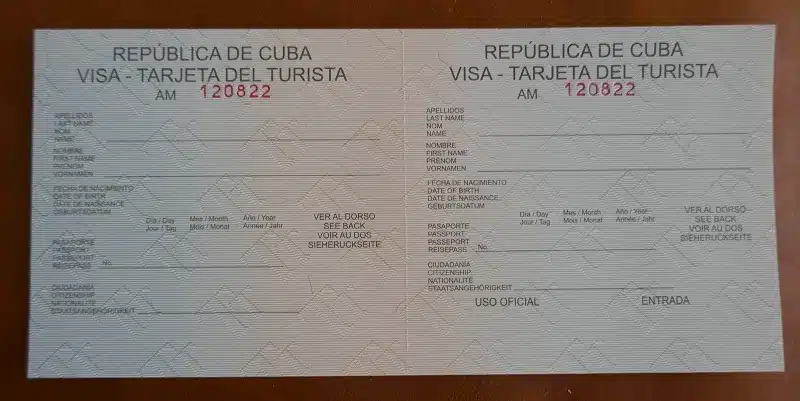 REPÚBLICA DE CUBA
VISA - TARJETA DEL TURISTA
AM 120822
APELLIDOS
LAST NAME
NOM
NAME
NOMBRE
FIRST NAME
PRÉNOM
VORNAMEN
FECHA DE NACIMIENTO
DATE OF BIRTH
DATE DE NAISSANCE
GEBURTSDATUM
Día / Day Mes / Month Año / Year
Jour / Tag Mois / Monat Année / Jahr
VER AL DORSO
SEE BACK
VOIR AU DOS
SIEHERUCKSEITE
PASAPORTE
PASSPORT
PASSEPORT
REISEPASS No.
CIUDADANÍA
CITIZENSHIP
NATIONALITÉ
STAATSANGEHÖRIGKEIT
REPÚBLICA DE CUBA
VISA - TARJETA DEL TURISTA
AM 120822
APELLIDOS
LAST NAME
NOM
NAME
NOMBRE
FIRST NAME
PRÉNOM
VORNAMEN
FECHA DE NACIMIENTO
DATE OF BIRTH
DATE DE NAISSANCE
GEBURTSDATUM
Día / Day Mes / Month Año / Year
Jour / Tag Mois / Monat Année / Jahr
VER AL DORSO
SEE BACK
VOIR AU DOS
SIEHERUCKSEITE
PASAPORTE
PASSPORT
PASSEPORT
REISEPASS No.
CIUDADANÍA
CITIZENSHIP
NATIONALITÉ
STAATSANGEHÖRIGKEIT
USO OFICIAL ENTRADA